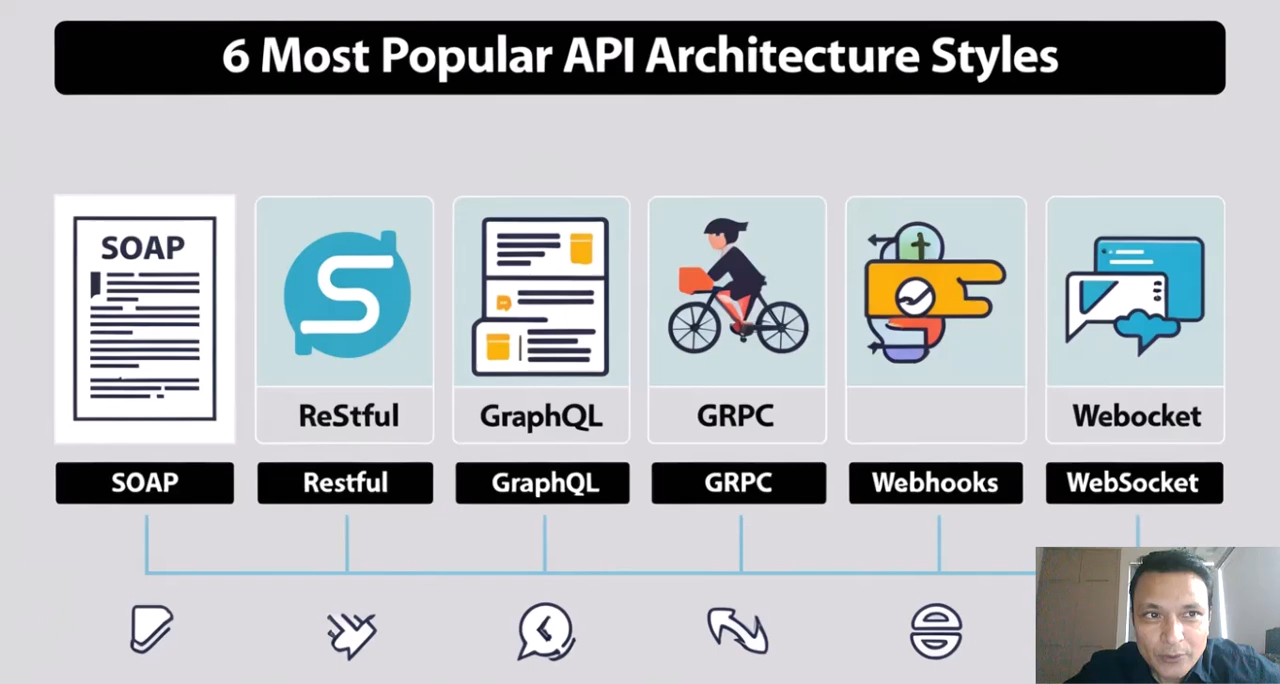 6 Most Popular API Architecture Styles
SOAP
ReStful
GraphQL
GRPC
Webocket
SOAP
Restful
GraphQL
GRPC
Webhooks
WebSocket